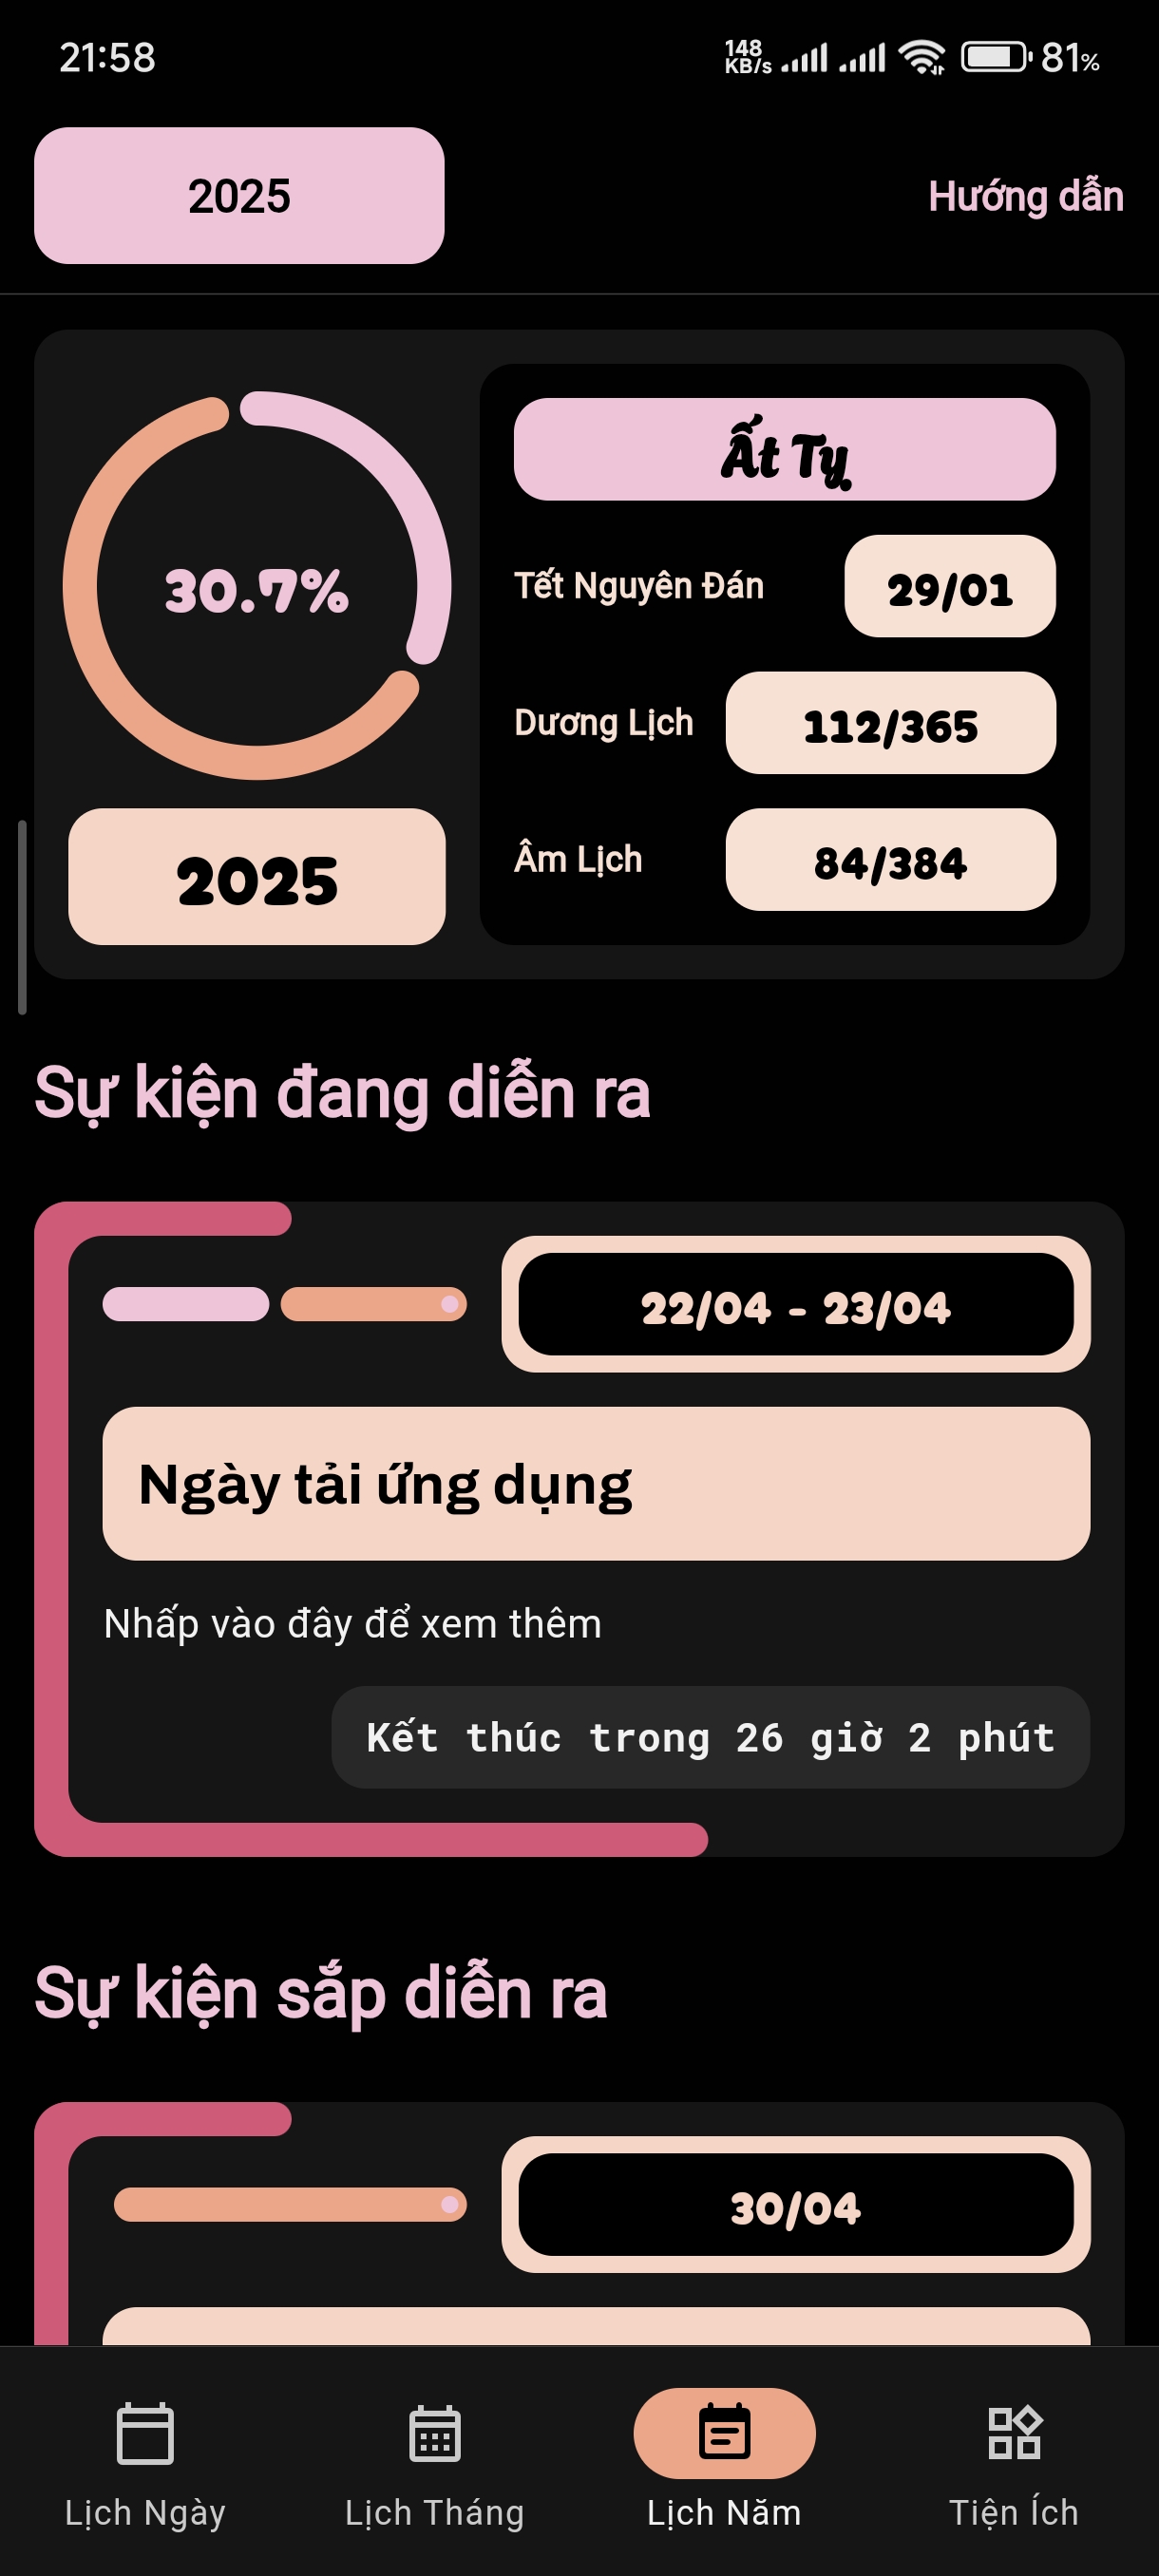 21:58
148
KB/s
81%
2025
Hướng dẫn
30.7%
2025
Ất Tỵ
Tết Nguyên Đán
29/01
Dương Lịch
112/365
Âm Lịch
84/384
Sự kiện đang diễn ra
22/04 - 23/04
Ngày tải ứng dụng
Nhấp vào đây để xem thêm
Kết thúc trong 26 giờ 2 phút
Sự kiện sắp diễn ra
30/04
Lịch Ngày
Lịch Tháng
Lịch Năm
Tiện Ích